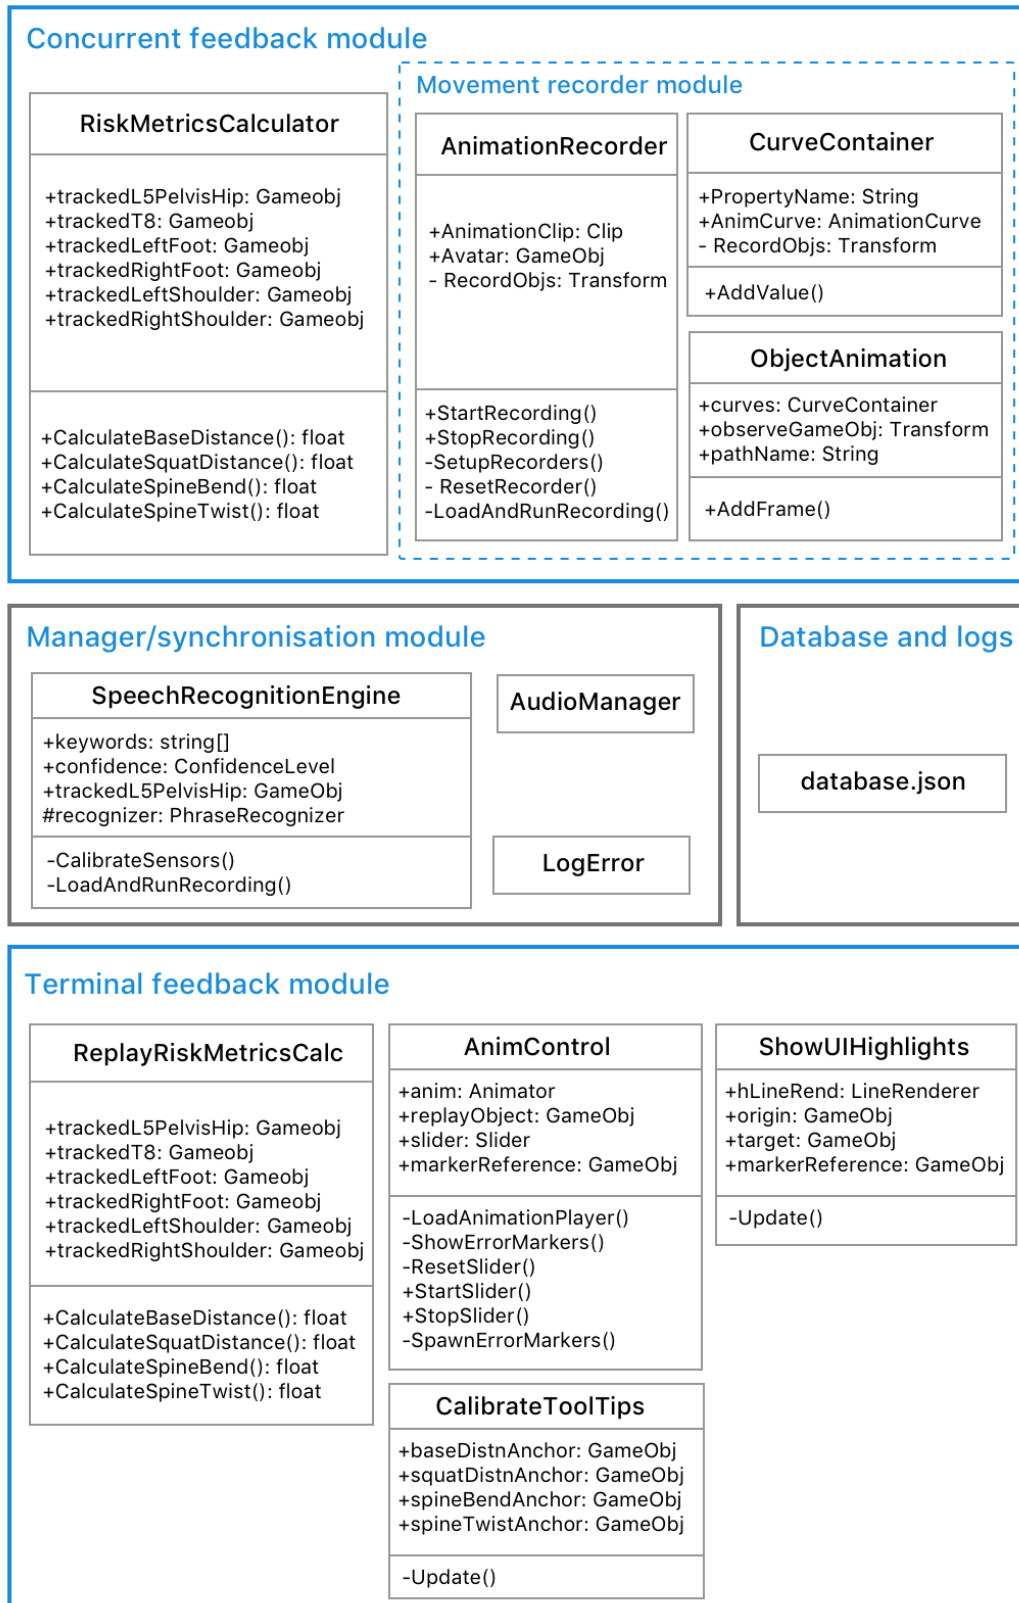 Concurrent feedback module
RiskMetricsCalculator
+trackedL5PelvisHip: Gameobj
+trackedT8: Gameobj
+trackedLeftFoot: Gameobj
+trackedRightFoot: Gameobj
+trackedLeftShoulder: Gameobj
+trackedRightShoulder: Gameobj
+CalculateBaseDistance(): float
+CalculateSquatDistance(): float
+CalculateSpineBend(): float
+CalculateSpineTwist(): float
Movement recorder module
AnimationRecorder
+AnimationClip: Clip
+Avatar: GameObj
- RecordObjs: Transform
+StartRecording()
+StopRecording()
-SetupRecorders()
- ResetRecorder()
-LoadAndRunRecording()
CurveContainer
+PropertyName: String
+AnimCurve: AnimationCurve
- RecordObjs: Transform
+AddValue()
ObjectAnimation
+curves: CurveContainer
+observeGameObj: Transform
+pathName: String
+AddFrame()
Manager/synchronisation module
SpeechRecognitionEngine
+keywords: string[]
+confidence: ConfidenceLevel
+trackedL5PelvisHip: GameObj
#recognizer: PhraseRecognizer
-CalibrateSensors()
-LoadAndRunRecording()
AudioManager
LogError
Database and logs
database.json
Terminal feedback module
ReplayRiskMetricsCalc
+trackedL5PelvisHip: Gameobj
+trackedT8: Gameobj
+trackedLeftFoot: Gameobj
+trackedRightFoot: Gameobj
+trackedLeftShoulder: Gameobj
+trackedRightShoulder: Gameobj
+CalculateBaseDistance(): float
+CalculateSquatDistance(): float
+CalculateSpineBend(): float
+CalculateSpineTwist(): float
AnimControl
+anim: Animator
+replayObject: GameObj
+slider: Slider
+markerReference: GameObj
-LoadAnimationPlayer()
-ShowErrorMarkers()
-ResetSlider()
+StartSlider()
+StopSlider()
-SpawnErrorMarkers()
ShowUIHighlights
+hLineRend: LineRenderer
+origin: GameObj
+target: GameObj
+markerReference: GameObj
-Update()
CalibrateToolTips
+baseDistnAnchor: GameObj
+squatDistnAnchor: GameObj
+spineBendAnchor: GameObj
+spineTwistAnchor: GameObj
-Update()